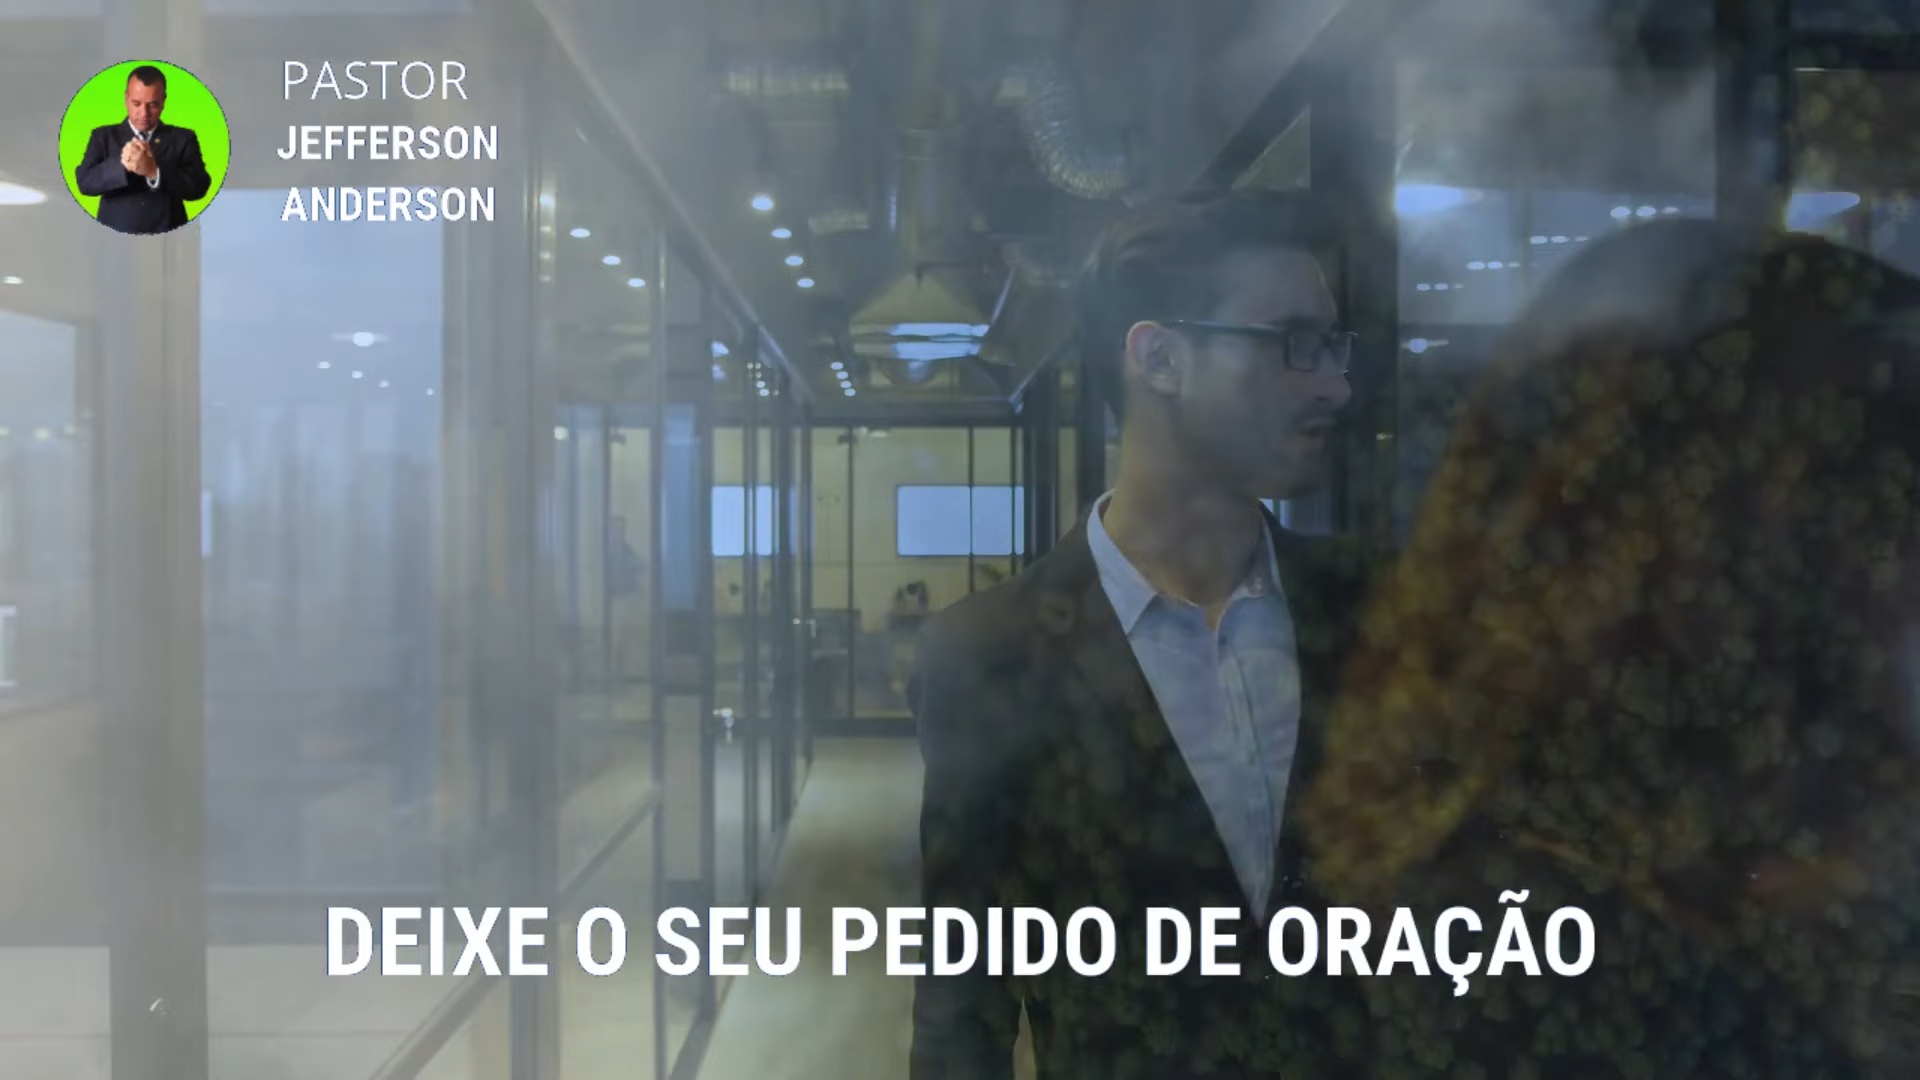 PASTOR
JEFFERSON
ANDERSON
DEIXE O SEU PEDIDO DE ORAÇÃO